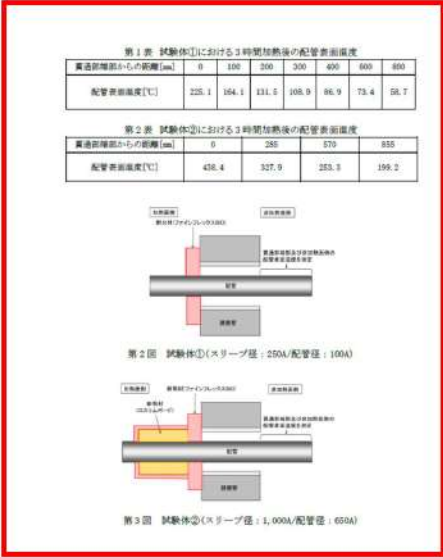 第1表 試験体①における3時間加熱後の配管表面温度
貫通部端部からの距離[mm] 0 100 200 300 400 600 800
配管表面温度[℃] 225.1 164.1 131.5 108.9 86.9 73.4 58.7
第2表 試験体②における3時間加熱後の配管表面温度
貫通部端部からの距離[mm] 0 285 570 855
配管表面温度[℃] 438.4 327.9 253.3 199.2
加熱面側 非加熱面側
配管
第2図 試験体①(スリーブ径:250A/配管径:100A)
加熱面側 非加熱面側
配管
第3図 試験体②(スリーブ径:1,000A/配管径:650A)